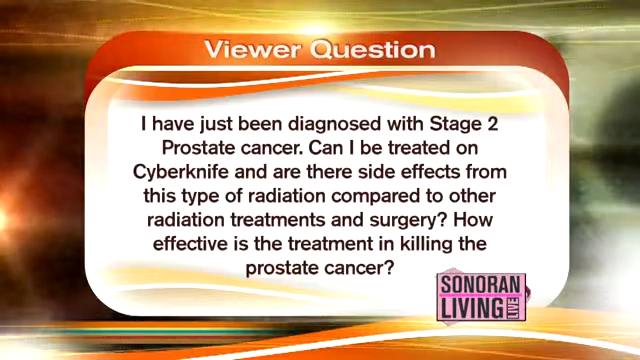 Viewer Question
I have just been diagnosed with Stage 2
Prostate cancer. Can I be treated on
Cyberknife and are there side effects from
this type of radiation compared to other
radiation treatments and surgery? How
effective is the treatment in killing the
prostate cancer?
SONORAN
LIVING